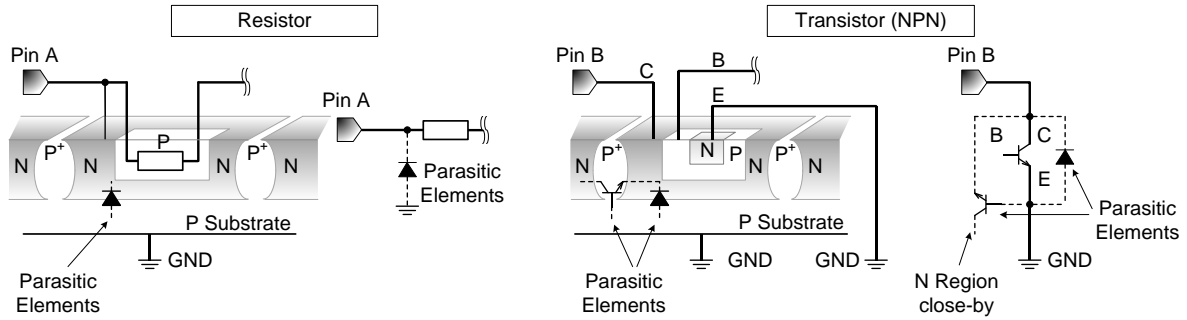 Resistor
Transistor (NPN)
Pin A
Pin A
P
N
P+
N
N
P+
N
Parasitic
Elements
P Substrate
GND
Parasitic
Elements
Pin B
C
B
E
N
P+
N
N
P
P+
N
P Substrate
GND
GND
Parasitic
Elements
Pin B
B
C
E
Parasitic
Elements
N Region
close-by